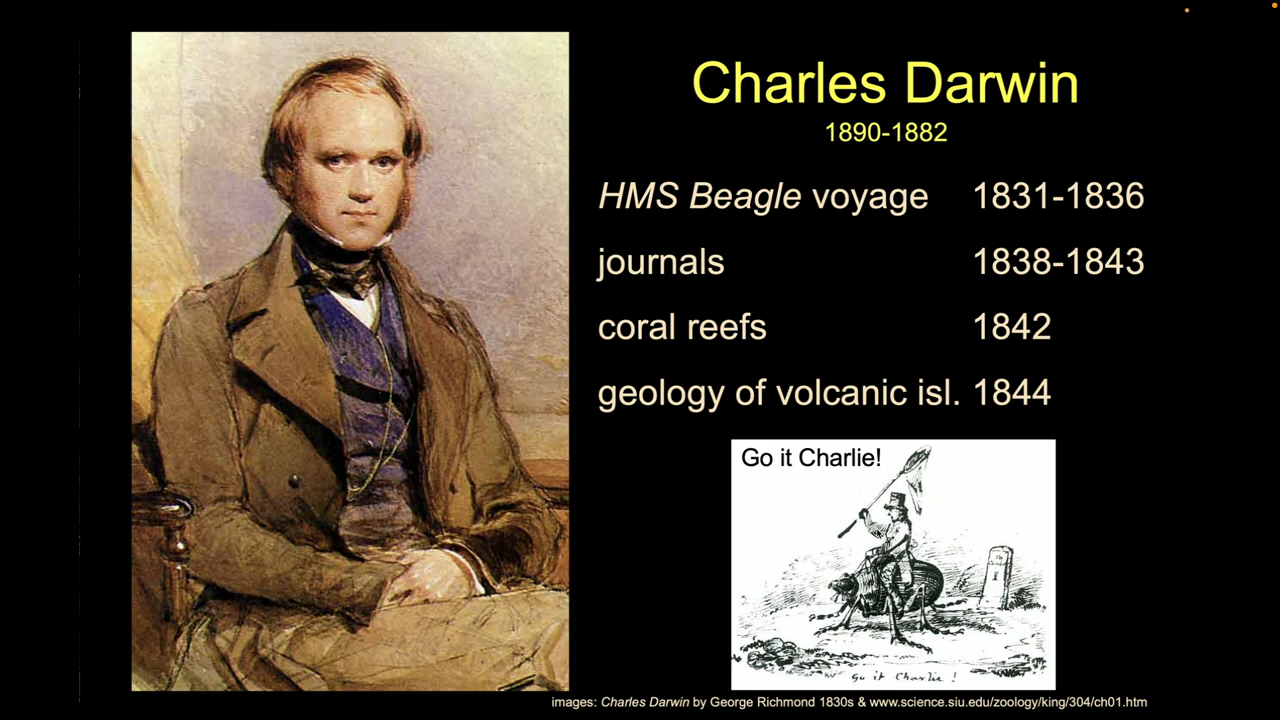 Charles Darwin
1890-1882
HMS Beagle voyage 1831-1836
journals 1838-1843
coral reefs 1842
geology of volcanic isl. 1844
Go it Charlie!
Go it Charlie!
images: Charles Darwin by George Richmond 1830s & www.science.siu.edu/zoology/king/304/ch01.htm